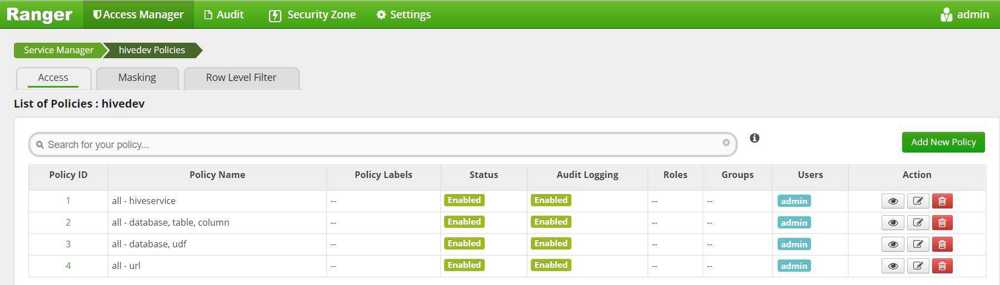 Ranger Access Manager Audit Security Zone Settings admin
Service Manager hivedev Policies
Access Masking Row Level Filter
List of Policies : hivedev
Search for your policy... Add New Policy
Policy ID Policy Name Policy Labels Status Audit Logging Roles Groups Users Action
1 all - hiveservice -- Enabled Enabled -- -- admin
2 all - database, table, column -- Enabled Enabled -- -- admin
3 all - database, udf -- Enabled Enabled -- -- admin
4 all - url -- Enabled Enabled -- -- admin